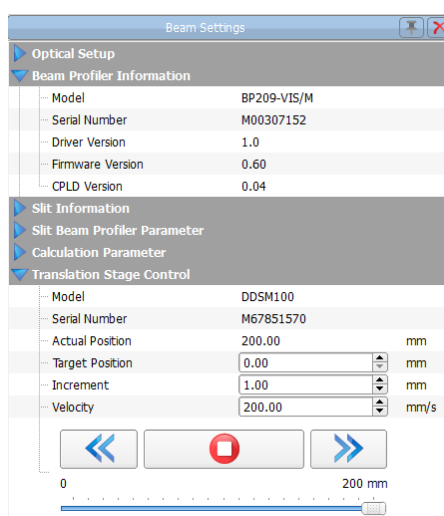 Beam Settings
Optical Setup
Beam Profiler Information
Model BP209-VIS/M
Serial Number M00307152
Driver Version 1.0
Firmware Version 0.60
CPLD Version 0.04
Slit Information
Slit Beam Profiler Parameter
Calculation Parameter
Translation Stage Control
Model DDSM100
Serial Number M67851570
Actual Position 200.00 mm
Target Position 0.00 mm
Increment 1.00 mm
Velocity 200.00 mm/s
0 200 mm